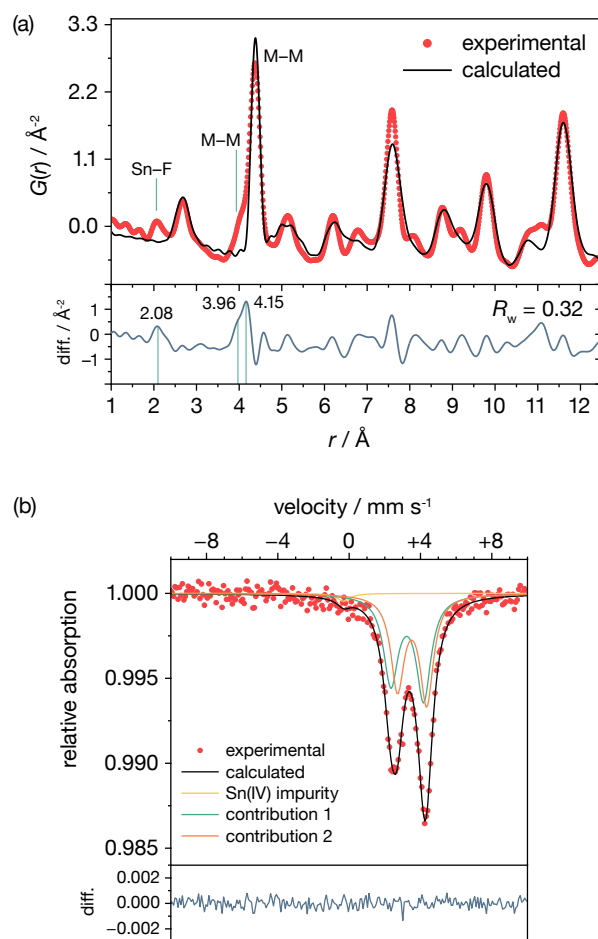 (a)
3.3
2.2
1.1
0.0
G(r) / Å-2
M–M
M–M
Sn–F
experimental
calculated
1
0
−1
diff. / Å-2
2.08
3.96
4.15
Rw = 0.32
1 2 3 4 5 6 7 8 9 10 11 12
r / Å
(b)
velocity / mm s-1
−8 −4 0 +4 +8
1.000
0.995
0.990
0.985
relative absorption
experimental
calculated
Sn(IV) impurity
contribution 1
contribution 2
0.002
0.000
−0.002
diff.